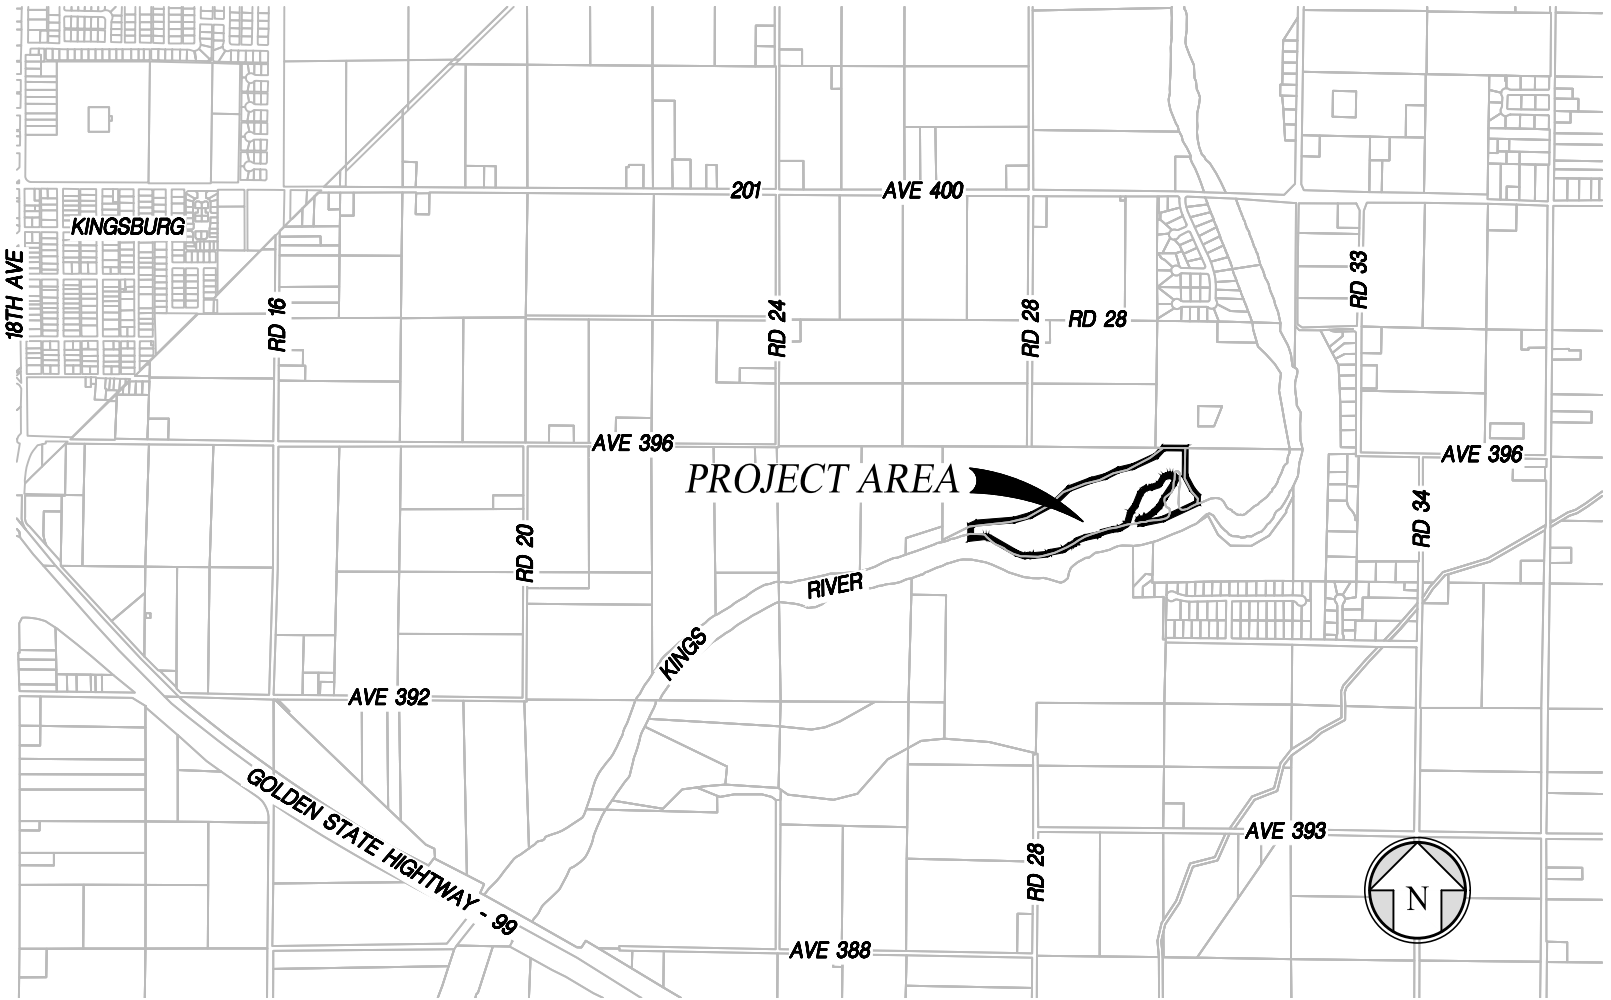 201
AVE 400
KINGSBURG
18TH AVE
RD 16
RD 24
RD 28
RD 28
RD 33
AVE 396
AVE 396
PROJECT AREA
RD 20
RD 34
RIVER
KINGS
AVE 392
GOLDEN STATE HIGHTWAY - 99
AVE 393
RD 28
N
AVE 388